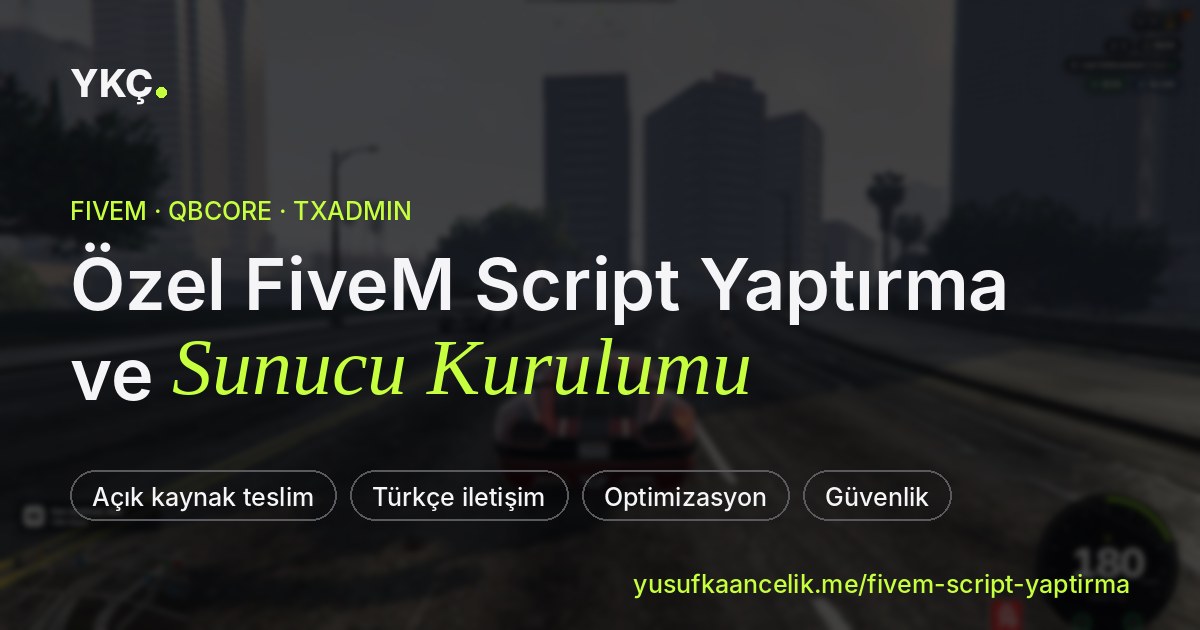 YKÇ.
FIVEM · QBCORE · TXADMIN
Özel FiveM Script Yaptırma
ve Sunucu Kurulumu
Açık kaynak teslim
Türkçe iletişim
Optimizasyon
Güvenlik
180
yusufkaancelik.me/fivem-script-yaptirma